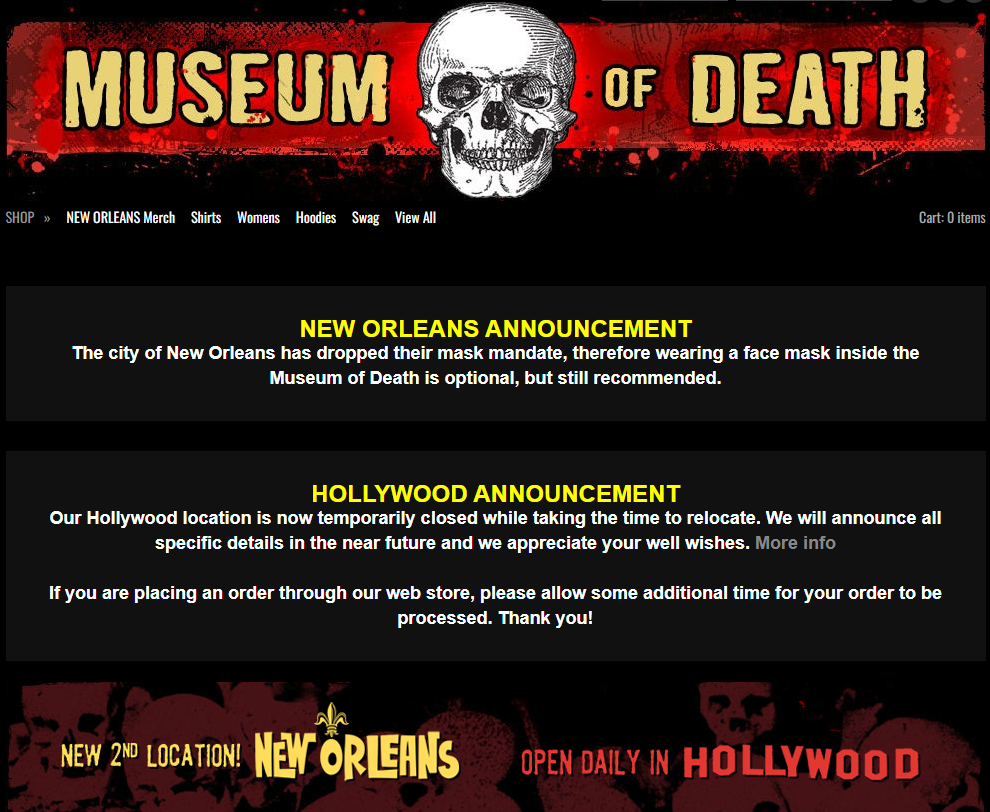 MUSEUM OF DEATH
SHOP » NEW ORLEANS Merch Shirts Womens Hoodies Swag View All Cart: 0 items
NEW ORLEANS ANNOUNCEMENT
The city of New Orleans has dropped their mask mandate, therefore wearing a face mask inside the
Museum of Death is optional, but still recommended.
HOLLYWOOD ANNOUNCEMENT
Our Hollywood location is now temporarily closed while taking the time to relocate. We will announce all
specific details in the near future and we appreciate your well wishes. More info
If you are placing an order through our web store, please allow some additional time for your order to be
processed. Thank you!
NEW 2ND LOCATION! NEW ORLEANS OPEN DAILY IN HOLLYWOOD